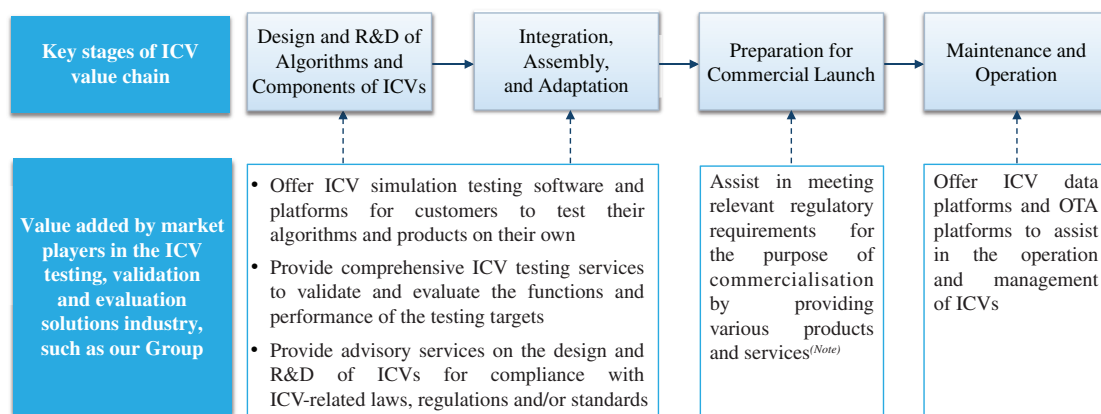 Key stages of ICV
value chain
Design and R&D of
Algorithms and
Components of ICVs
Integration,
Assembly,
and Adaptation
Preparation for
Commercial Launch
Maintenance and
Operation
Value added by market
players in the ICV
testing, validation
and evaluation
solutions industry,
such as our Group
• Offer ICV simulation testing software and
platforms for customers to test their
algorithms and products on their own
• Provide comprehensive ICV testing services
to validate and evaluate the functions and
performance of the testing targets
• Provide advisory services on the design and
R&D of ICVs for compliance with
ICV-related laws, regulations and/or standards
Assist in meeting
relevant regulatory
requirements for
the purpose of
commercialisation
by providing
various products
and services(Note)
Offer ICV data
platforms and OTA
platforms to assist
in the operation
and management
of ICVs